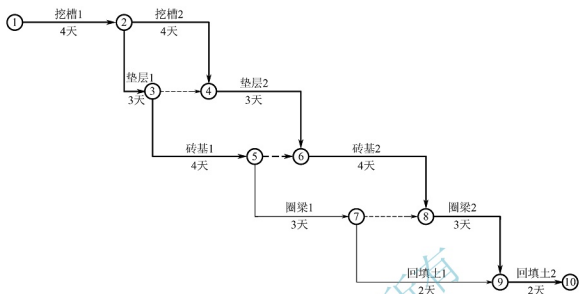 ① 挖槽1 ② 挖槽2
4天 4天
垫层1
③ ④ 垫层2
3天 3天
砖基1 ⑤ ⑥ 砖基2
4天 4天
圈梁1 ⑦ ⑧ 圈梁2
3天 3天
回填土1 ⑨ 回填土2 ⑩
2天 2天
所有